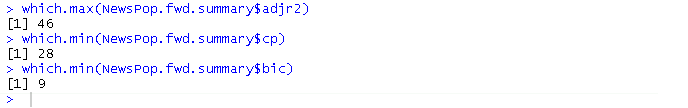 > which.max(NewsPop.fwd.summary$adjr2)
[1] 46
> which.min(NewsPop.fwd.summary$cp)
[1] 28
> which.min(NewsPop.fwd.summary$bic)
[1] 9
>